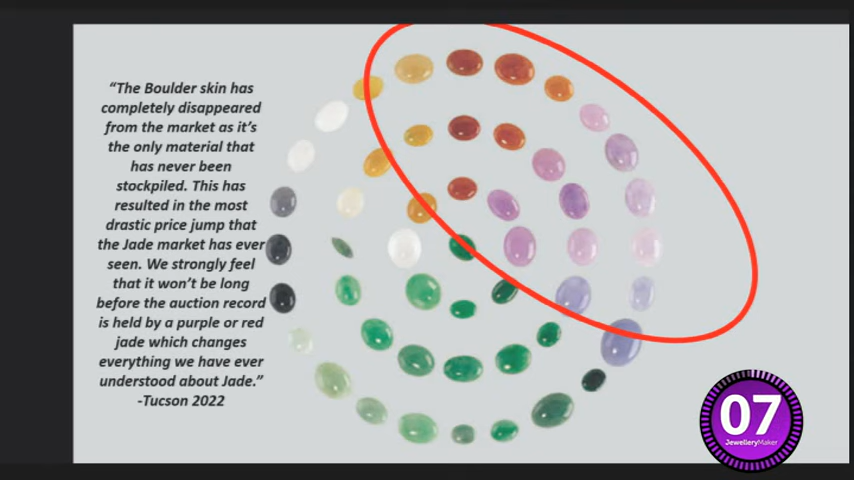 “The Boulder skin has
completely disappeared
from the market as it’s
the only material that
has never been
stockpiled. This has
resulted in the most
drastic price jump that
the Jade market has ever
seen. We strongly feel
that it won’t be long
before the auction record
is held by a purple or red
jade which changes
everything we have ever
understood about Jade.”
-Tucson 2022
07
JewelleryMaker